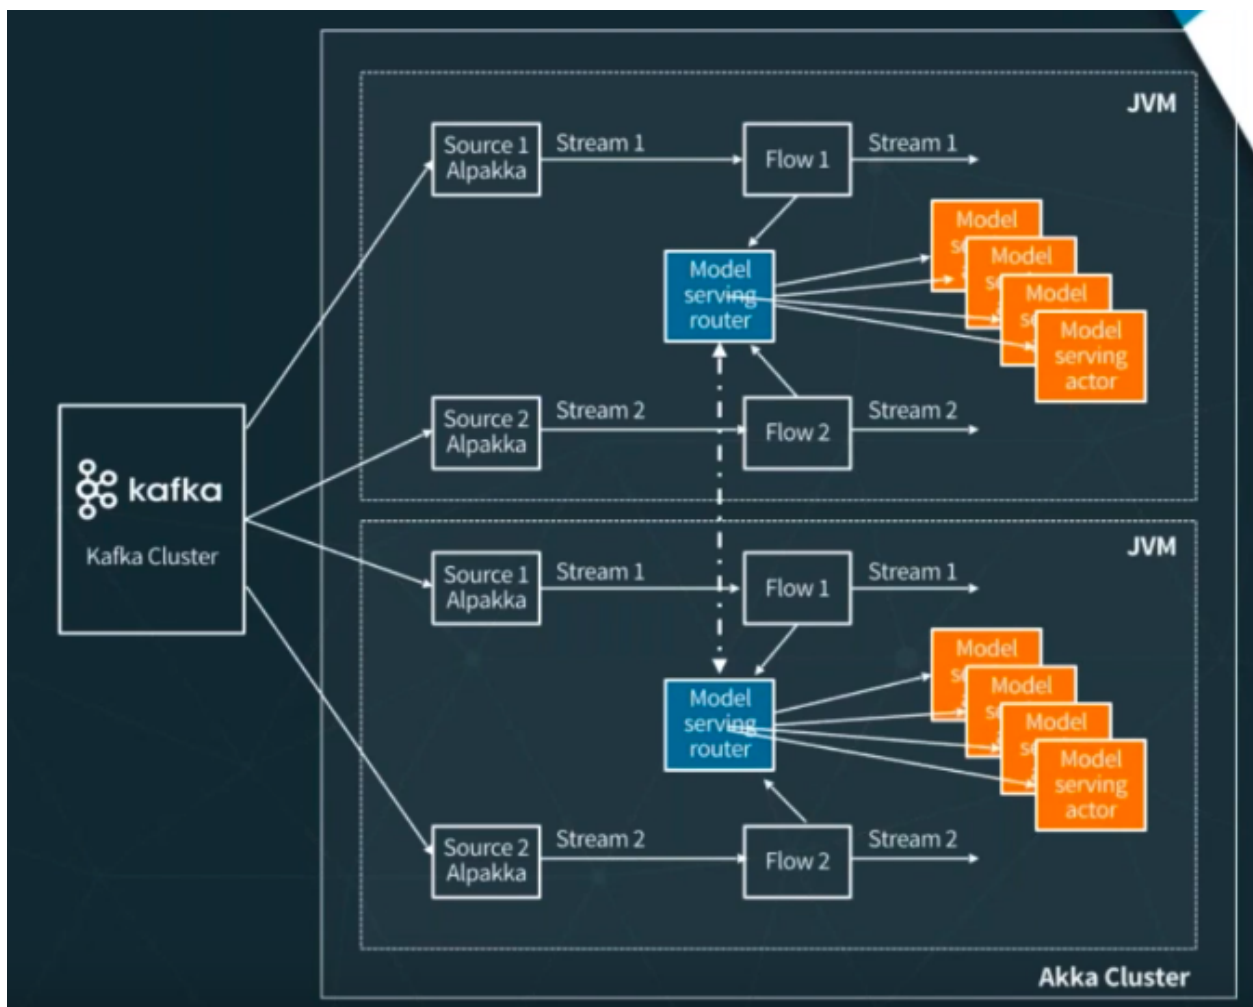 JVM
Source 1
Alpakka
Stream 1
Flow 1
Stream 1
Model
serving
router
Model
Model
Model
Model
serving
actor
Source 2
Alpakka
Stream 2
Flow 2
Stream 2
kafka
Kafka Cluster
JVM
Source 1
Alpakka
Stream 1
Flow 1
Stream 1
Model
serving
router
Model
Model
Model
Model
serving
actor
Source 2
Alpakka
Stream 2
Flow 2
Stream 2
Akka Cluster